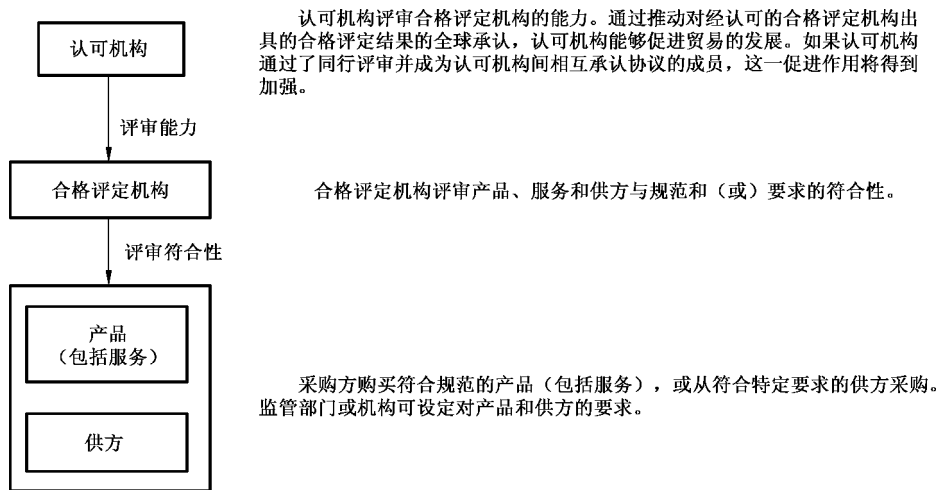 认可机构
认可机构评审合格评定机构的能力。通过推动对经认可的合格评定机构出
具的合格评定结果的全球承认，认可机构能够促进贸易的发展。如果认可机构
通过了同行评审并成为认可机构间相互承认协议的成员，这一促进作用将得到
加强。
评审能力
合格评定机构
合格评定机构评审产品、服务和供方与规范和（或）要求的符合性。
评审符合性
产品
（包括服务）
采购方购买符合规范的产品（包括服务），或从符合特定要求的供方采购。
监管部门或机构可设定对产品和供方的要求。
供方